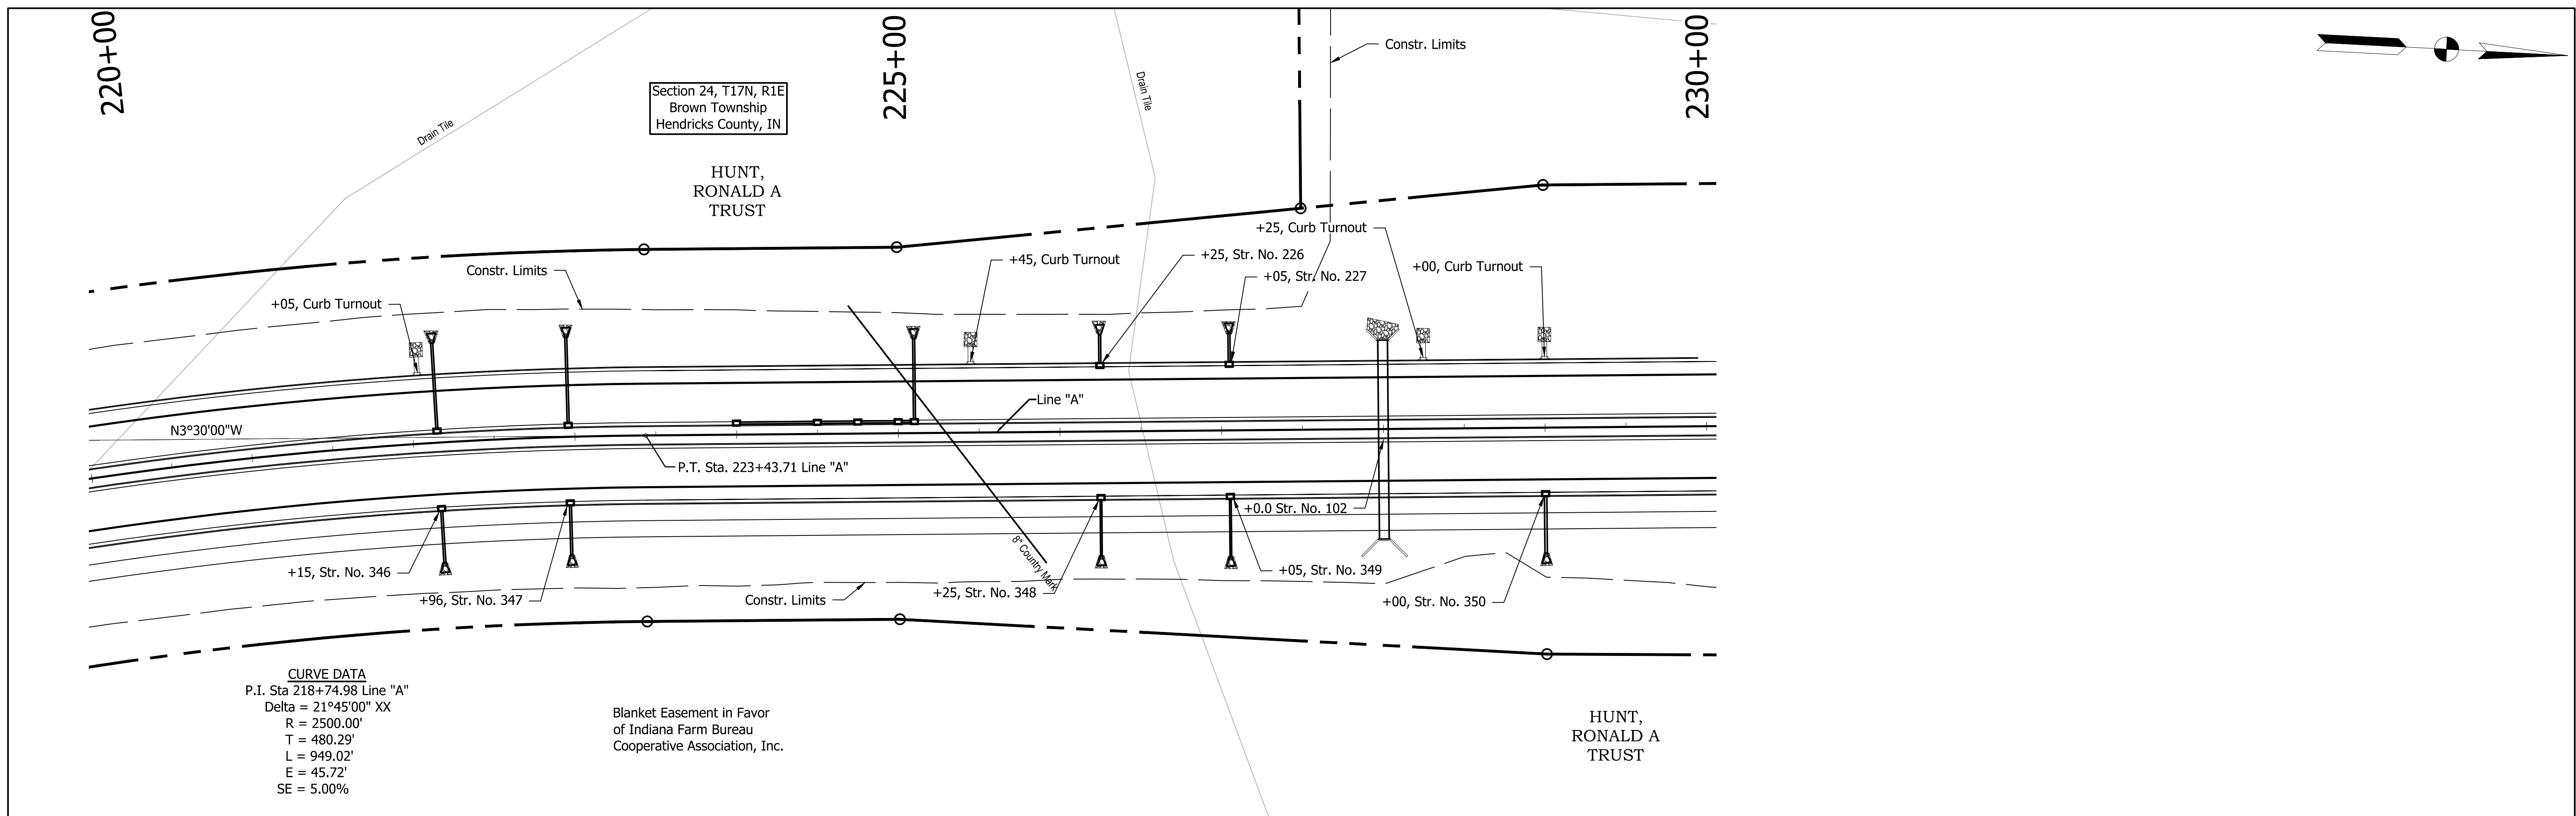 220+00
225+00
230+00
Constr. Limits
Section 24, T17N, R1E
Brown Township
Hendricks County, IN
Drain Tile
Drain Tile
HUNT,
RONALD A
TRUST
+25, Curb Turnout
+25, Str. No. 226
+45, Curb Turnout
+00, Curb Turnout
Constr. Limits
+05, Str. No. 227
+05, Curb Turnout
Line "A"
N3°30'00"W
P.T. Sta. 223+43.71 Line "A"
+0.0 Str. No. 102
8" Country Mark
+15, Str. No. 346
+05, Str. No. 349
+96, Str. No. 347
Constr. Limits
+25, Str. No. 348
+00, Str. No. 350
CURVE DATA
P.I. Sta 218+74.98 Line "A"
Delta = 21°45'00" XX
R = 2500.00'
T = 480.29'
L = 949.02'
E = 45.72'
SE = 5.00%
Blanket Easement in Favor
of Indiana Farm Bureau
Cooperative Association, Inc.
HUNT,
RONALD A
TRUST